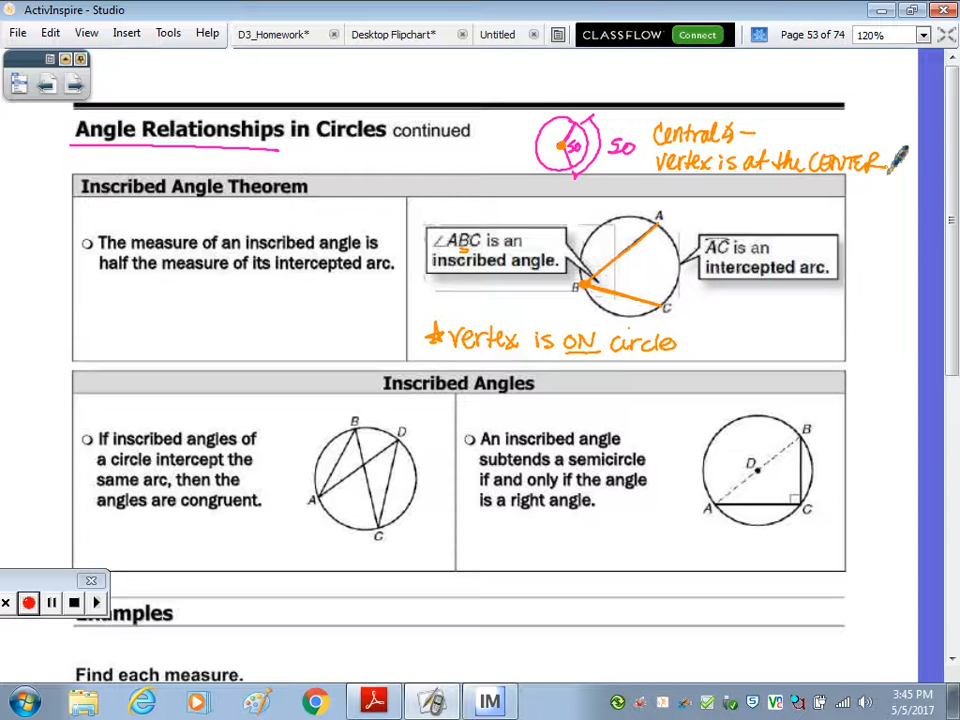 ActivInspire - Studio
File Edit View Insert Tools Help D3_Homework* Desktop Flipchart* Untitled CLASSFLOW Connect Page 53 of 74 120%
Angle Relationships in Circles continued
50 50
Central ∡ –
vertex is at the CENTER
Inscribed Angle Theorem
The measure of an inscribed angle is
half the measure of its intercepted arc.
∠ABC is an
inscribed angle.
A
B
C
AC is an
intercepted arc.
★ vertex is ON circle
Inscribed Angles
If inscribed angles of
a circle intercept the
same arc, then the
angles are congruent.
B
D
A
C
An inscribed angle
subtends a semicircle
if and only if the angle
is a right angle.
B
D
A
C
Examples
Find each measure.
IM
3:45 PM
5/5/2017